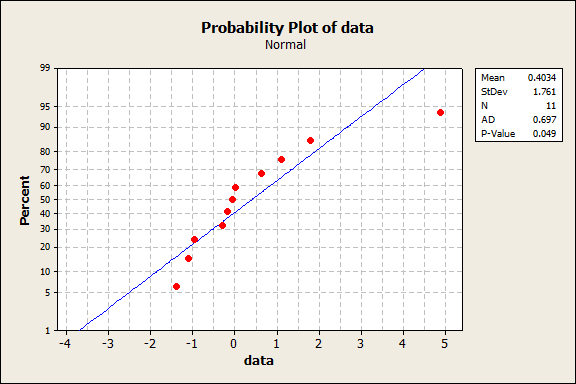 Probability Plot of data
Normal
Mean 0.4034
StDev 1.761
N 11
AD 0.697
P-Value 0.049
Percent
99
95
90
80
70
60
50
40
30
20
10
5
1
-4 -3 -2 -1 0 1 2 3 4 5
data